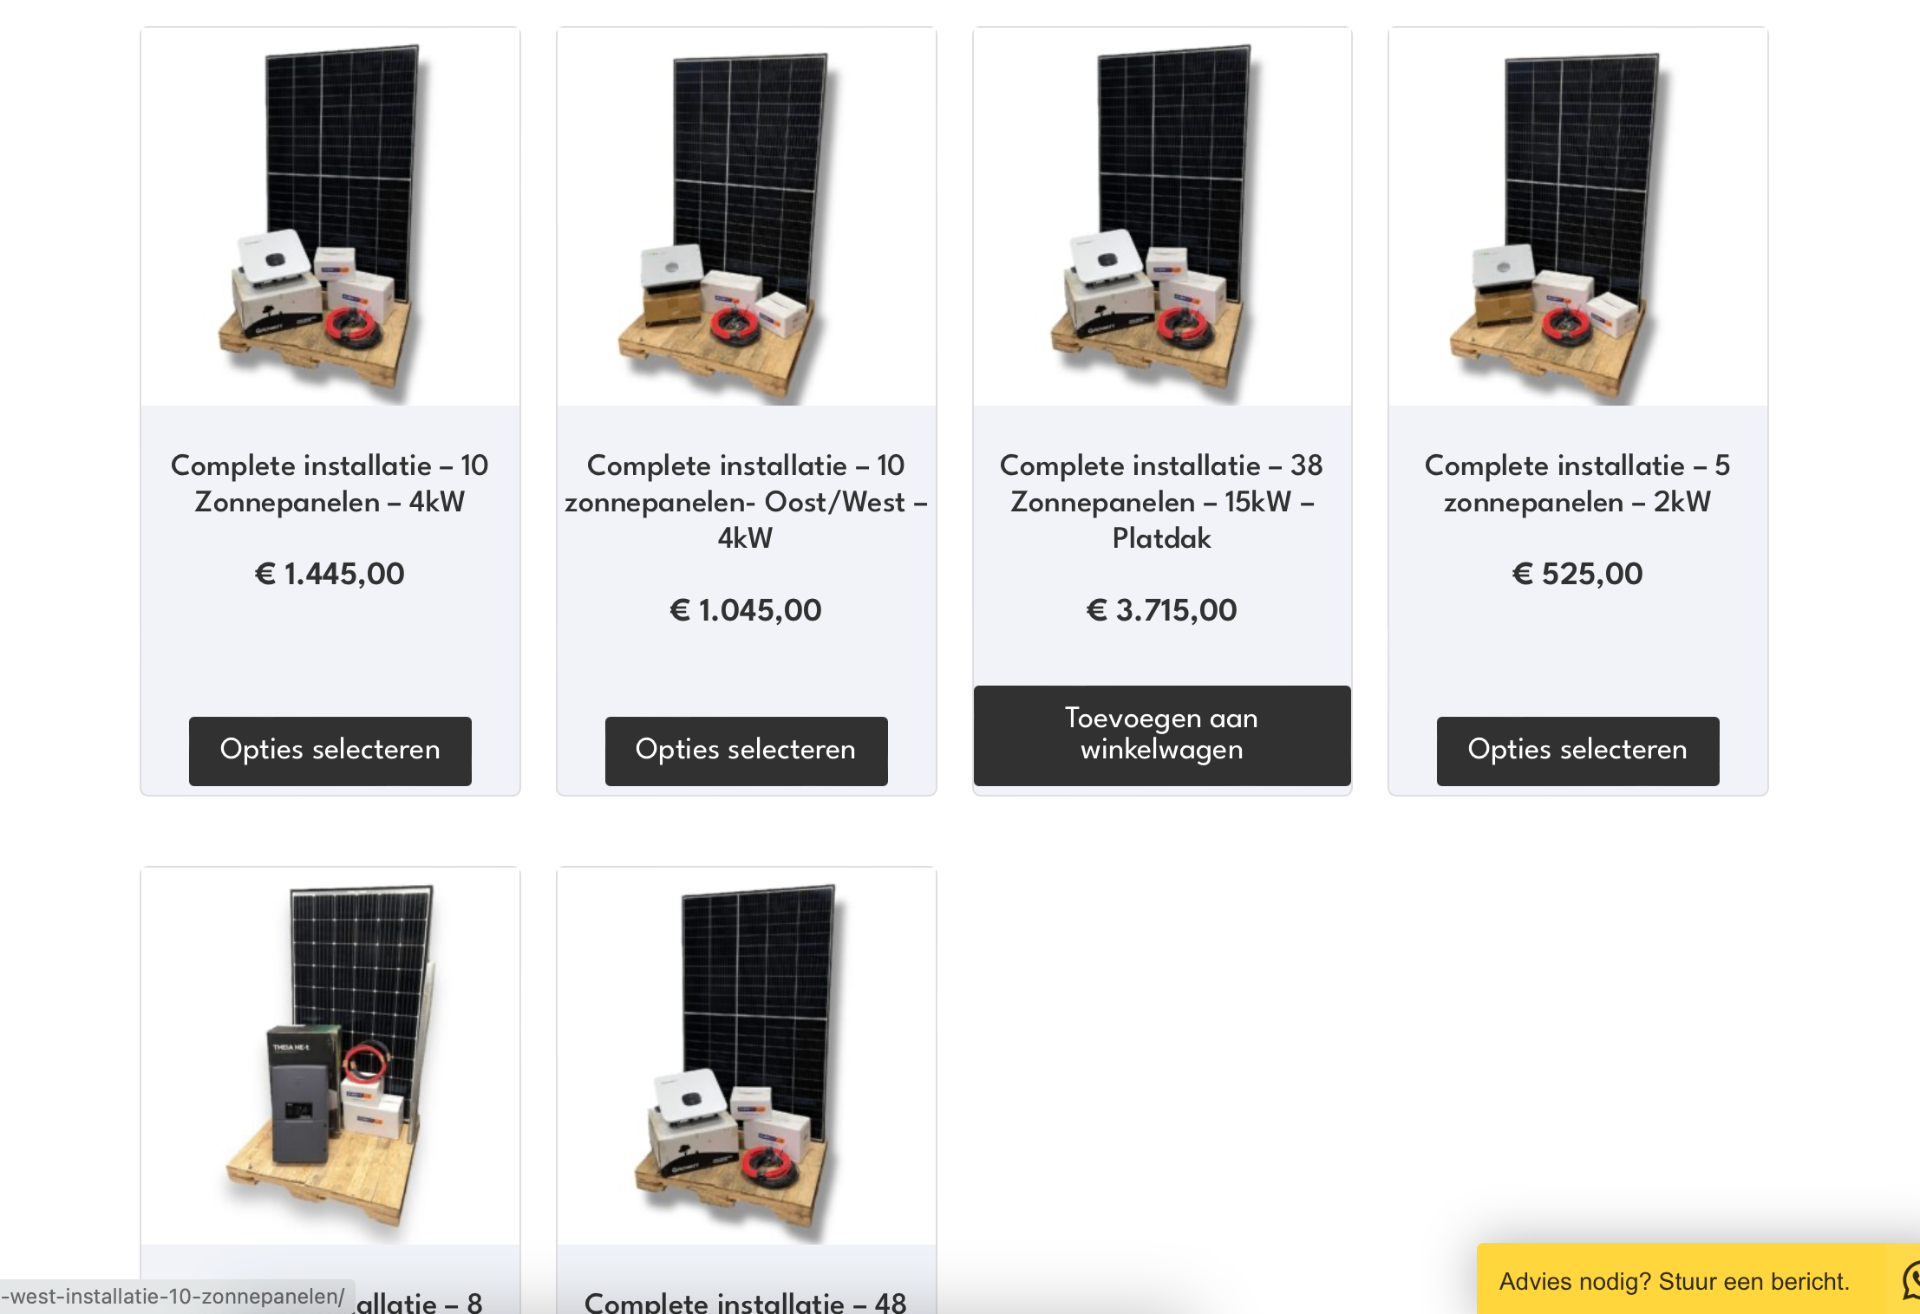 Complete installatie – 10
Zonnepanelen – 4kW
€ 1.445,00
Opties selecteren
Complete installatie – 10
zonnepanelen- Oost/West –
4kW
€ 1.045,00
Opties selecteren
Complete installatie – 38
Zonnepanelen – 15kW –
Platdak
€ 3.715,00
Toevoegen aan
winkelwagen
Complete installatie – 5
zonnepanelen – 2kW
€ 525,00
Opties selecteren
THEIA HE-t
allatie – 8
Complete installatie – 48
-west-installatie-10-zonnepanelen/
Advies nodig? Stuur een bericht.